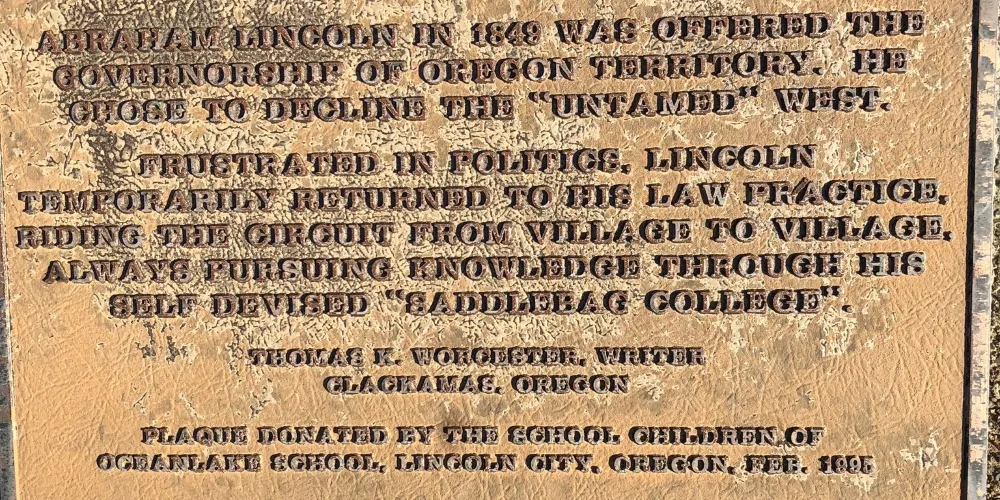 ABRAHAM LINCOLN IN 1849 WAS OFFERED THE
GOVERNORSHIP OF OREGON TERRITORY. HE
CHOSE TO DECLINE THE "UNTAMED" WEST.
FRUSTRATED IN POLITICS, LINCOLN
TEMPORARILY RETURNED TO HIS LAW PRACTICE,
RIDING THE CIRCUIT FROM VILLAGE TO VILLAGE,
ALWAYS PURSUING KNOWLEDGE THROUGH HIS
SELF DEVISED "SADDLEBAG COLLEGE".
THOMAS K. WORCESTER, WRITER
CLACKAMAS, OREGON
PLAQUE DONATED BY THE SCHOOL CHILDREN OF
OCEANLAKE SCHOOL, LINCOLN CITY, OREGON, FEB. 1995